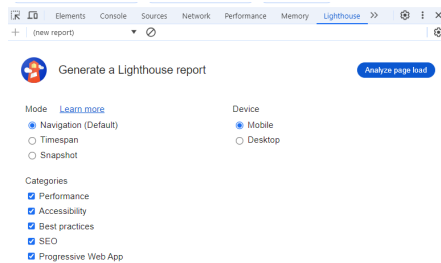 Elements Console Sources Network Performance Memory Lighthouse
(new report)
Generate a Lighthouse report
Analyze page load
Mode Learn more
Device
Navigation (Default)
Mobile
Timespan
Desktop
Snapshot
Categories
Performance
Accessibility
Best practices
SEO
Progressive Web App